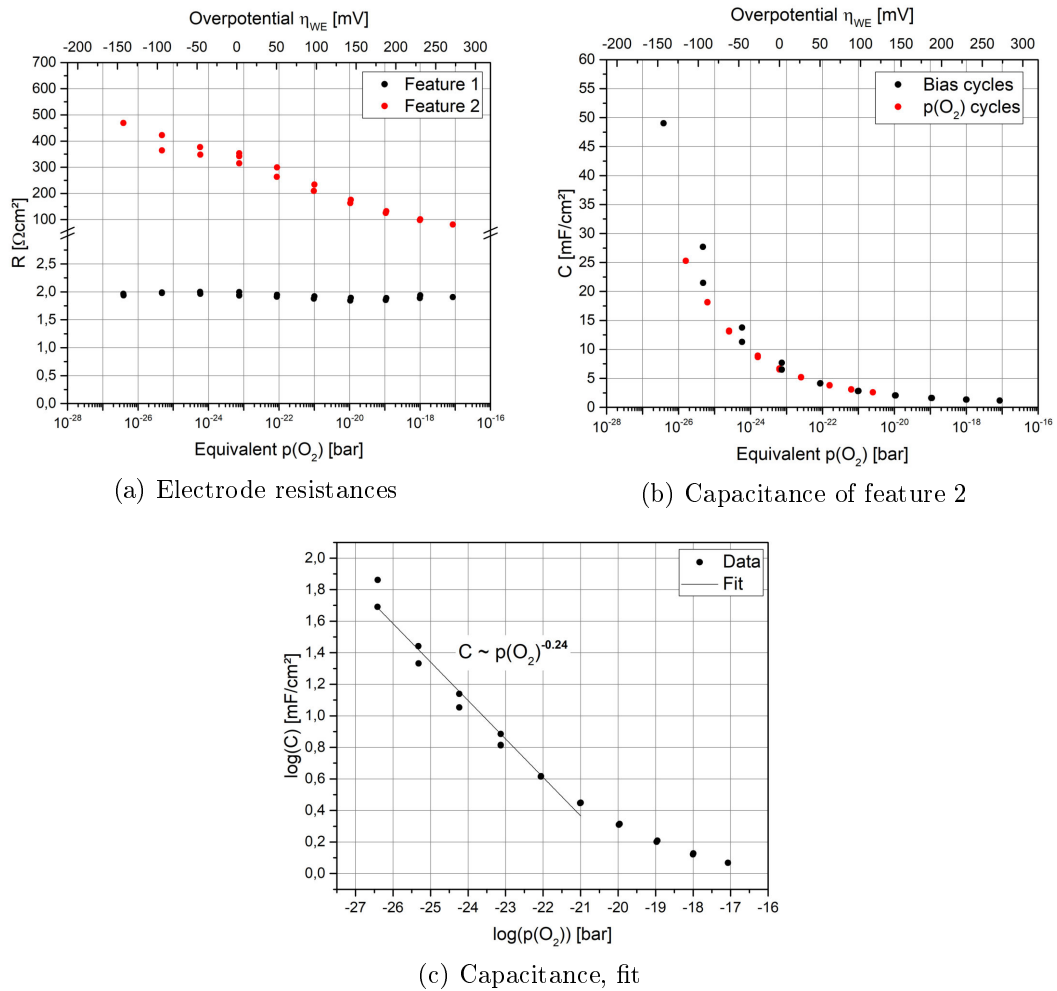 Overpotential η_WE [mV]
-200 -150 -100 -50 0 50 100 150 200 250 300
700
600
500
400
300
200
100
2,5
2,0
1,5
1,0
0,5
0,0
R [Ωcm²]
Feature 1
Feature 2
10^-28 10^-26 10^-24 10^-22 10^-20 10^-18 10^-16
Equivalent p(O₂) [bar]
(a) Electrode resistances
Overpotential η_WE [mV]
-200 -150 -100 -50 0 50 100 150 200 250 300
60
55
50
45
40
35
30
25
20
15
10
5
0
C [mF/cm²]
Bias cycles
p(O₂) cycles
10^-28 10^-26 10^-24 10^-22 10^-20 10^-18 10^-16
Equivalent p(O₂) [bar]
(b) Capacitance of feature 2
2,0
1,8
1,6
1,4
1,2
1,0
0,8
0,6
0,4
0,2
0,0
log(C) [mF/cm²]
Data
Fit
C ~ p(O₂)^-0.24
-27 -26 -25 -24 -23 -22 -21 -20 -19 -18 -17 -16
log(p(O₂)) [bar]
(c) Capacitance, fit